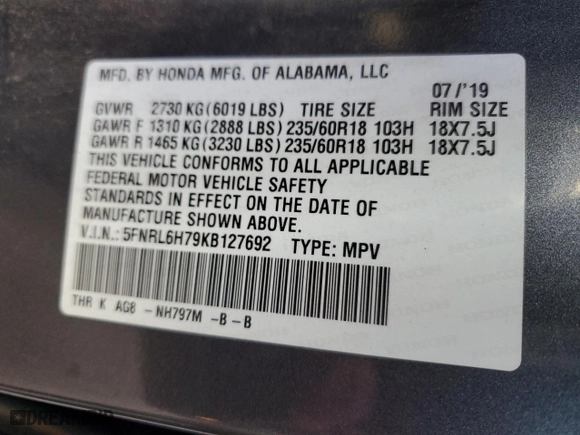 MFD. BY HONDA MFG. OF ALABAMA, LLC
07/'19
GVWR 2730 KG (6019 LBS) TIRE SIZE RIM SIZE
GAWR F 1310 KG (2888 LBS) 235/60R18 103H 18X7.5J
GAWR R 1465 KG (3230 LBS) 235/60R18 103H 18X7.5J
THIS VEHICLE CONFORMS TO ALL APPLICABLE
FEDERAL MOTOR VEHICLE SAFETY
STANDARDS IN EFFECT ON THE DATE OF
MANUFACTURE SHOWN ABOVE.
V.I.N.: 5FNRL6H79KB127692 TYPE: MPV
THR K AG8 -NH797M -B-B